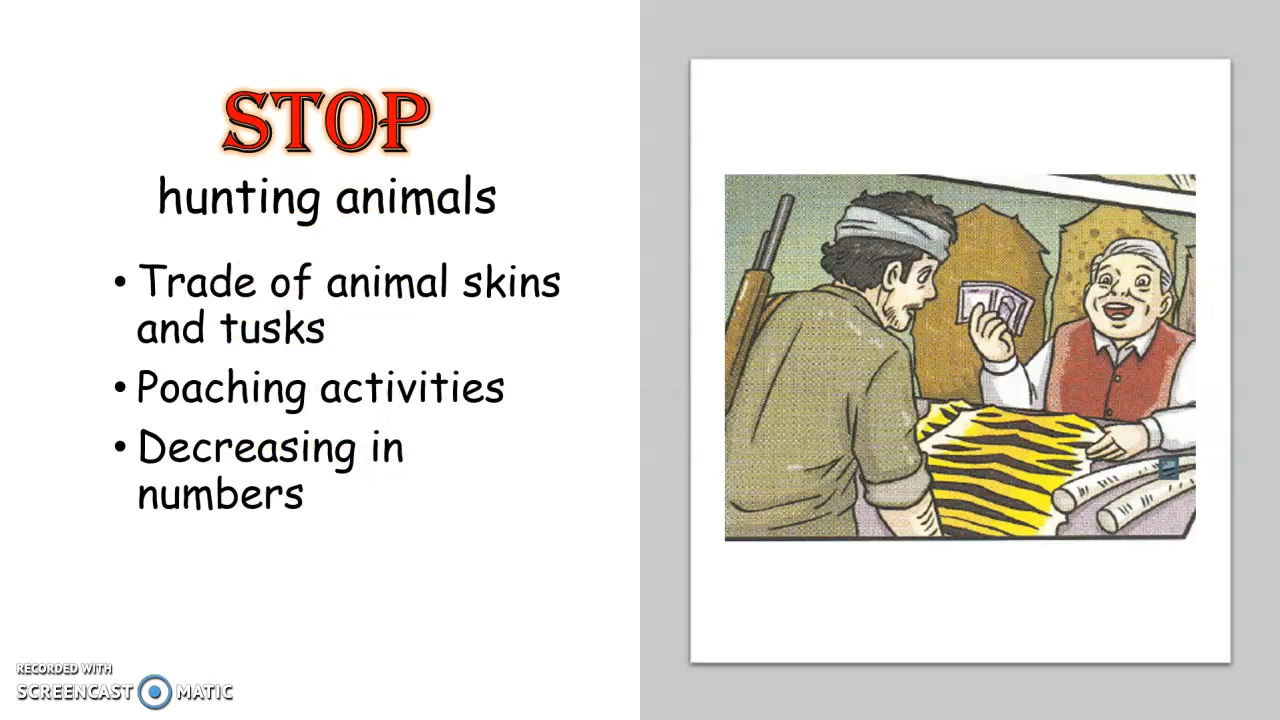 STOP
hunting animals
• Trade of animal skins
and tusks
• Poaching activities
• Decreasing in
numbers
RECORDED WITH
SCREENCAST MATIC